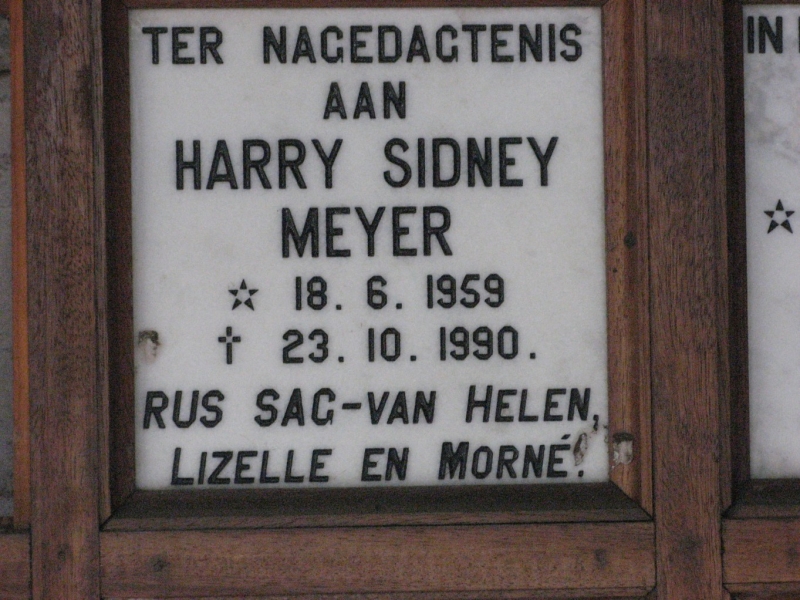 TER NAGEDAGTENIS
AAN
HARRY SIDNEY
MEYER
☆ 18. 6. 1959
† 23. 10. 1990.
RUS SAG-VAN HELEN,
LIZELLE EN MORNÉ.
IN
☆